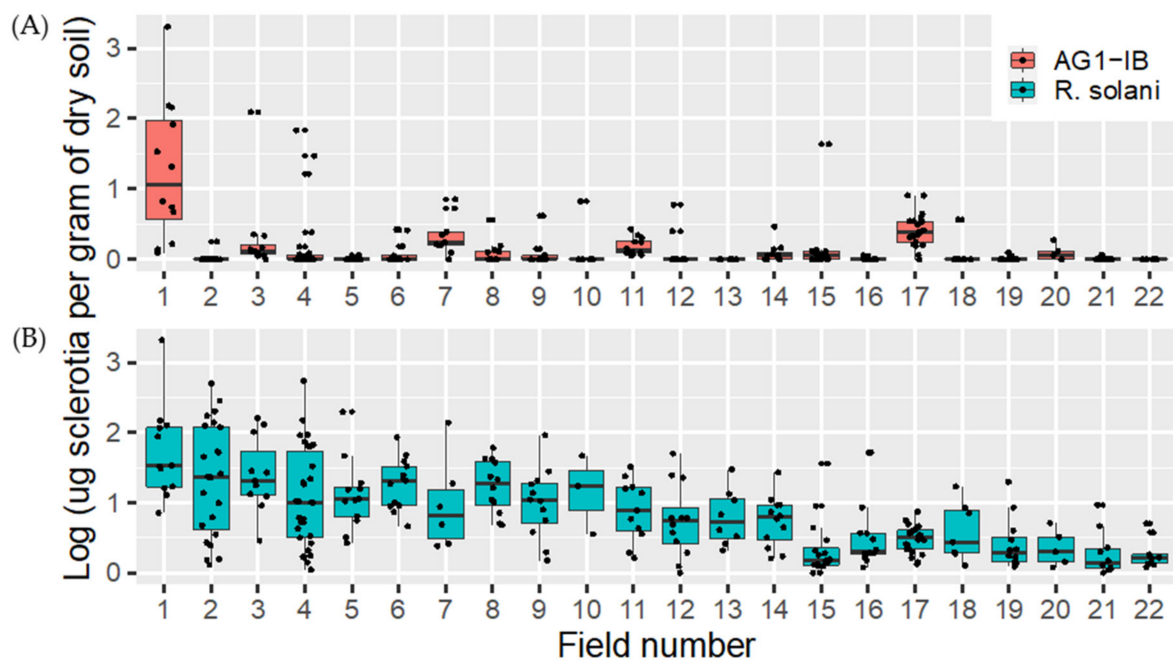 (A)
AG1-IB
R. solani
3
2
1
0
1 2 3 4 5 6 7 8 9 10 11 12 13 14 15 16 17 18 19 20 21 22
Log (ug sclerotia per gram of dry soil)
(B)
3
2
1
0
1 2 3 4 5 6 7 8 9 10 11 12 13 14 15 16 17 18 19 20 21 22
Field number